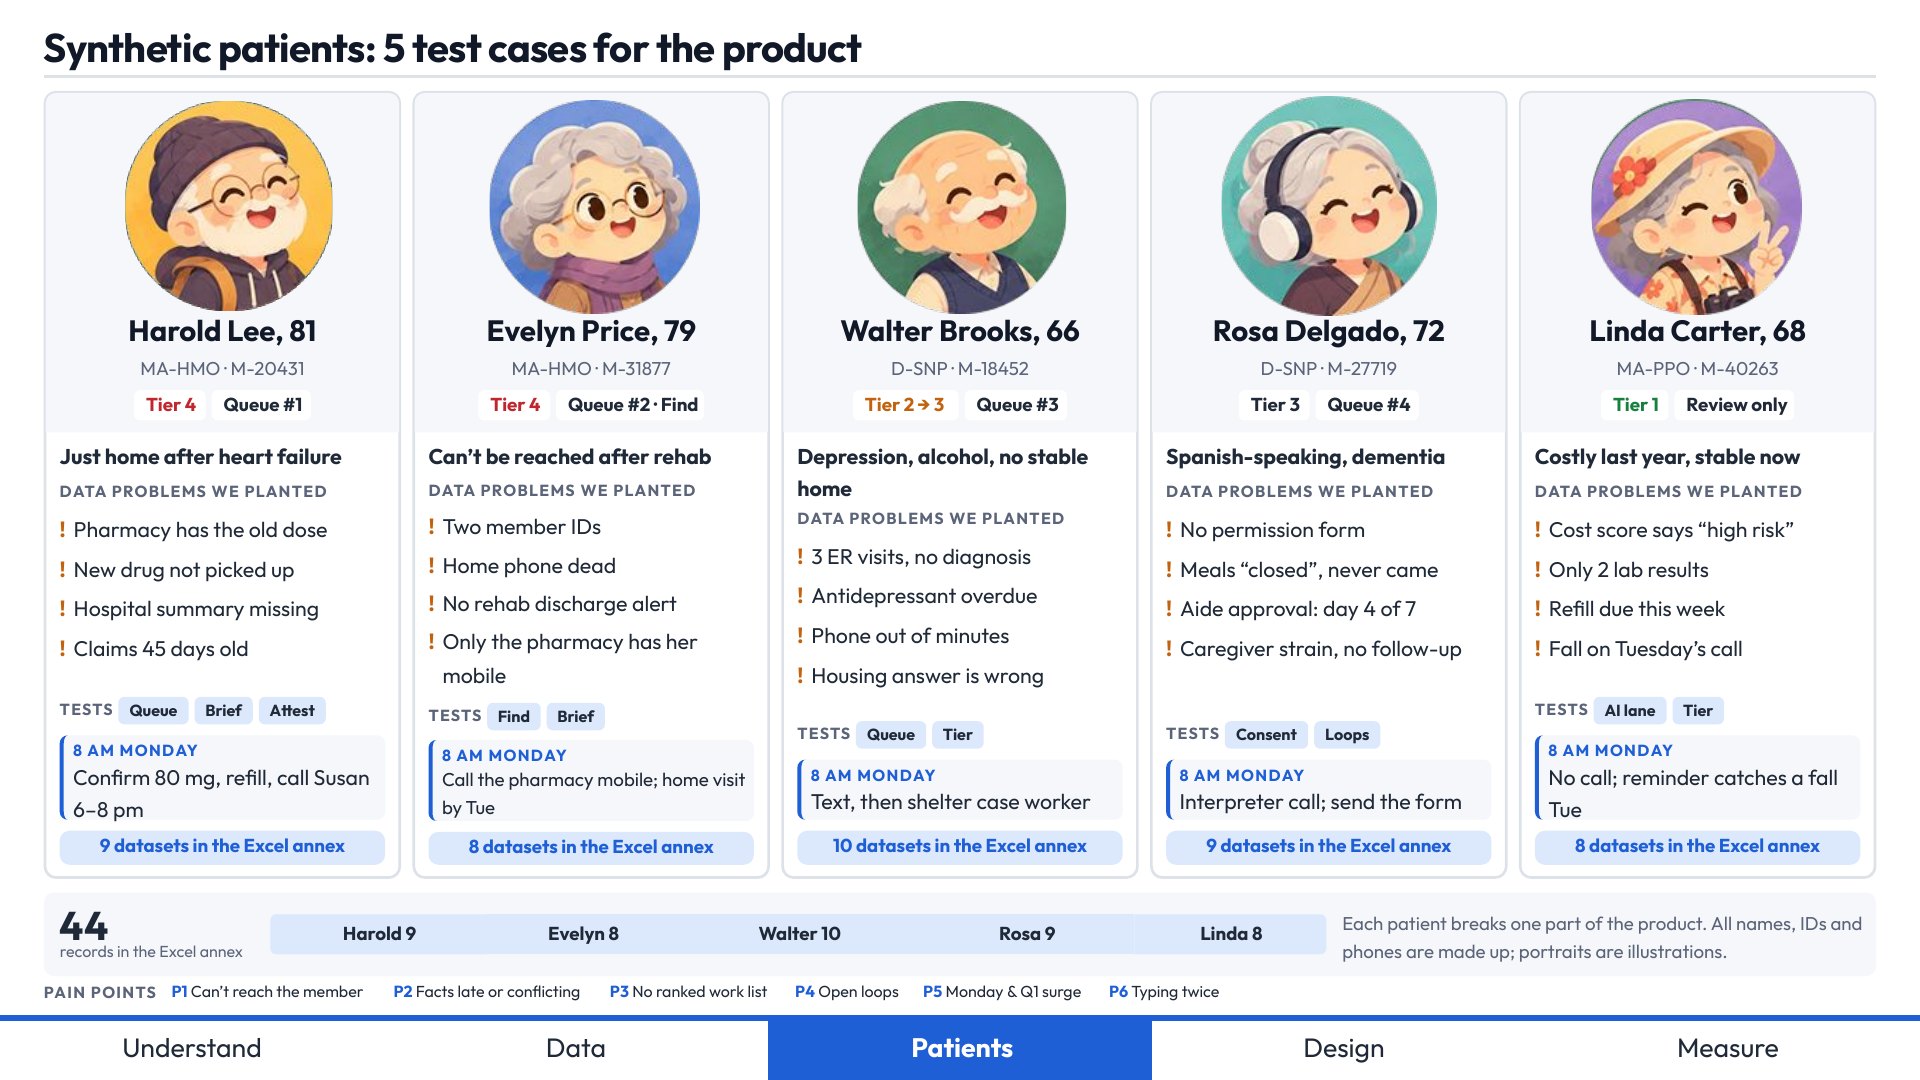 Synthetic patients: 5 test cases for the product
Harold Lee, 81
MA-HMO · M-20431
Tier 4 Queue #1
Just home after heart failure
DATA PROBLEMS WE PLANTED
! Pharmacy has the old dose
! New drug not picked up
! Hospital summary missing
! Claims 45 days old
TESTS Queue Brief Attest
8 AM MONDAY
Confirm 80 mg, refill, call Susan
6–8 pm
9 datasets in the Excel annex
Evelyn Price, 79
MA-HMO · M-31877
Tier 4 Queue #2 · Find
Can’t be reached after rehab
DATA PROBLEMS WE PLANTED
! Two member IDs
! Home phone dead
! No rehab discharge alert
! Only the pharmacy has her
mobile
TESTS Find Brief
8 AM MONDAY
Call the pharmacy mobile; home visit
by Tue
8 datasets in the Excel annex
Walter Brooks, 66
D-SNP · M-18452
Tier 2 → 3 Queue #3
Depression, alcohol, no stable
home
DATA PROBLEMS WE PLANTED
! 3 ER visits, no diagnosis
! Antidepressant overdue
! Phone out of minutes
! Housing answer is wrong
TESTS Queue Tier
8 AM MONDAY
Text, then shelter case worker
10 datasets in the Excel annex
Rosa Delgado, 72
D-SNP · M-27719
Tier 3 Queue #4
Spanish-speaking, dementia
DATA PROBLEMS WE PLANTED
! No permission form
! Meals “closed”, never came
! Aide approval: day 4 of 7
! Caregiver strain, no follow-up
TESTS Consent Loops
8 AM MONDAY
Interpreter call; send the form
9 datasets in the Excel annex
Linda Carter, 68
MA-PPO · M-40263
Tier 1 Review only
Costly last year, stable now
DATA PROBLEMS WE PLANTED
! Cost score says “high risk”
! Only 2 lab results
! Refill due this week
! Fall on Tuesday’s call
TESTS AI lane Tier
8 AM MONDAY
No call; reminder catches a fall
Tue
8 datasets in the Excel annex
44
records in the Excel annex
Harold 9 Evelyn 8 Walter 10 Rosa 9 Linda 8
Each patient breaks one part of the product. All names, IDs and
phones are made up; portraits are illustrations.
PAIN POINTS P1 Can’t reach the member P2 Facts late or conflicting P3 No ranked work list P4 Open loops P5 Monday & Q1 surge P6 Typing twice
Understand Data Patients Design Measure